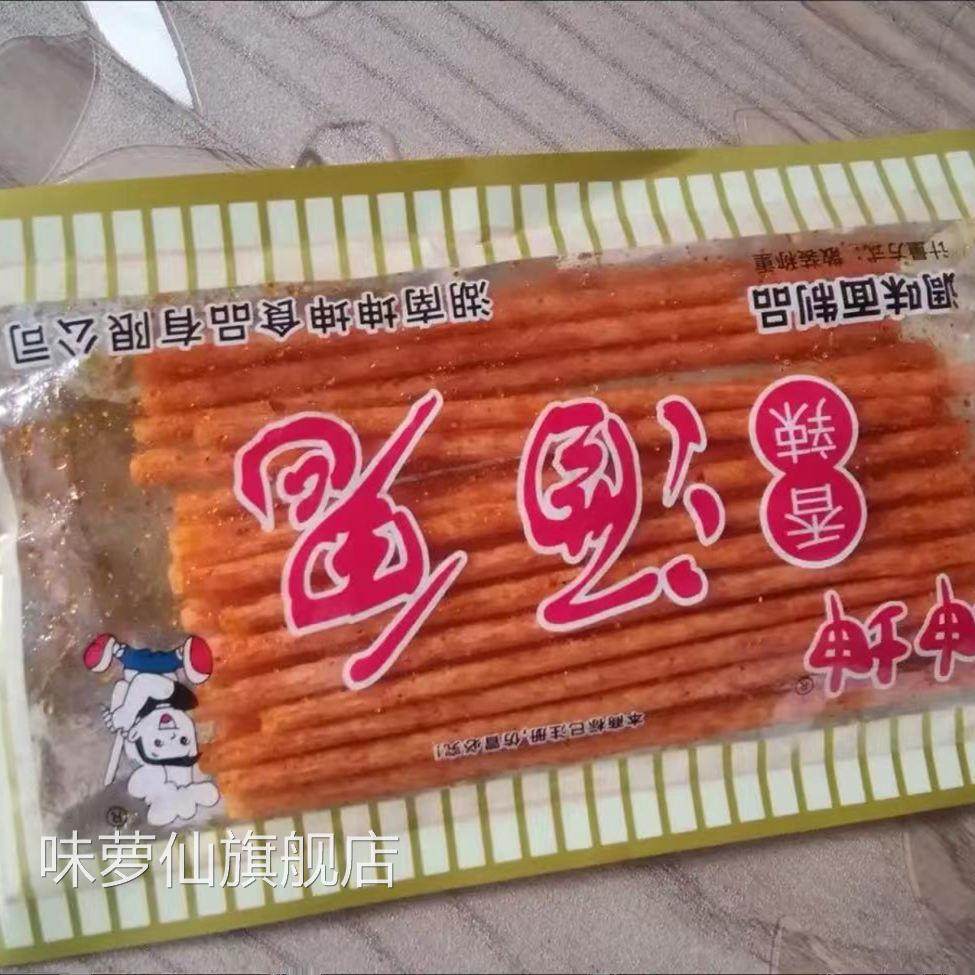 ®
本商标已注册,仿冒必究!
坤坤®
香辣
酒鬼
调味面制品
湖南坤坤食品有限公司
计量方式:散装称重
味萝仙旗舰店